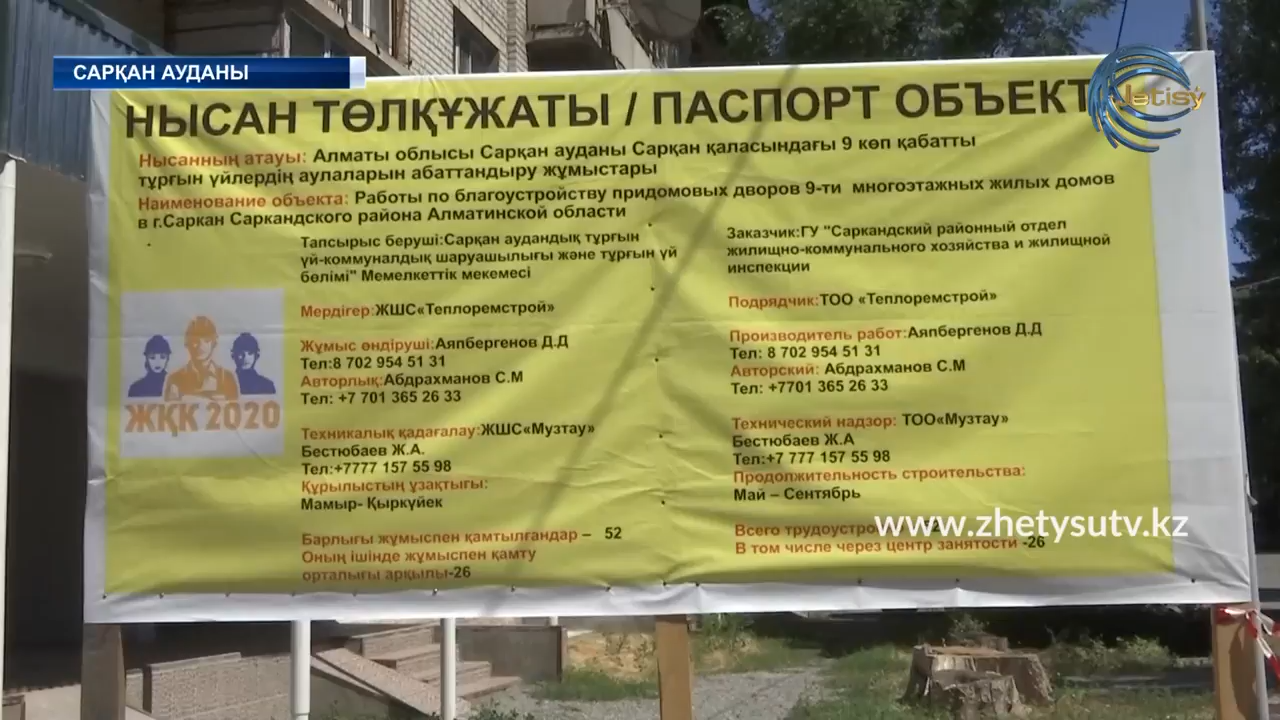 САРҚАН АУДАНЫ
Jetisý
НЫСАН ТӨЛҚҰЖАТЫ / ПАСПОРТ ОБЪЕКТ
Нысанның атауы: Алматы облысы Сарқан ауданы Сарқан қаласындағы 9 көп қабатты
тұрғын үйлердің аулаларын абаттандыру жұмыстары
Наименование объекта: Работы по благоустройству придомовых дворов 9-ти многоэтажных жилых домов
в г.Саркан Саркандского района Алматинской области
Тапсырыс беруші:Сарқан аудандық тұрғын
үй-коммуналдық шаруашылығы және тұрғын үй
бөлімі" Мемелкеттік мекемесі
Мердігер:ЖШС«Теплоремстрой»
Жұмыс өндіруші:Аяпбергенов Д.Д
Тел:8 702 954 51 31
Авторлық:Абдрахманов С.М
Тел: +7 701 365 26 33
Техникалық қадағалау:ЖШС«Музтау»
Бестюбаев Ж.А.
Тел:+7777 157 55 98
Құрылыстың ұзақтығы:
Мамыр- Қыркүйек
Барлығы жұмыспен қамтылғандар – 52
Оның ішінде жұмыспен қамту
орталығы арқылы-26
Заказчик:ГУ "Саркандский районный отдел
жилищно-коммунального хозяйства и жилищной
инспекции
Подрядчик:ТОО «Теплоремстрой»
Производитель работ:Аяпбергенов Д.Д
Тел: 8 702 954 51 31
Авторский: Абдрахманов С.М
Тел: +7701 365 26 33
Технический надзор: ТОО«Музтау»
Бестюбаев Ж.А
Тел:+7 777 157 55 98
Продолжительность строительства:
Май – Сентябрь
Всего
В том числе через центр занятости -26
ЖҚК 2020
www.zhetysutv.kz